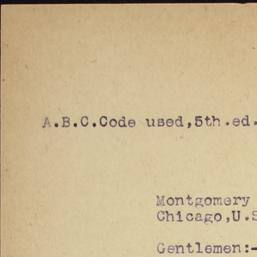 A.B.C.Code used,5th.ed.
Montgomery
Chicago,U.S
Gentlemen:-